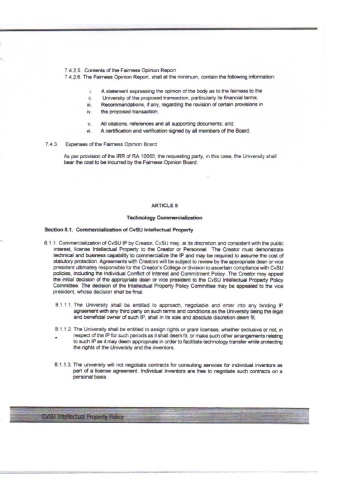 7.4.2.5 Contents of the Fairness Opinion Report
7.4.2.6. The Fairness Opinion Report, shall at the minimum, contain the following information:
i. A statement expressing the opinion of the body as to the fairness to the
ii. University of the proposed transaction, particularly its financial terms;
iii. Recommendations, if any, regarding the revision of certain provisions in
iv. the proposed transaction.
v. All citations, references and all supporting documents; and.
vi. A certification and verification signed by all members of the Board.
7.4.3. Expenses of the Fairness Opinion Board
As per provision of the IRR of RA 10055, the requesting party, in this case, the University shall
bear the cost to be incurred by the Fairness Opinion Board.
ARTICLE 8
Technology Commercialization
Section 8.1. Commercialization of CvSU Intellectual Property
8.1.1. Commercialization of CvSU IP by Creator. CvSU may, at its discretion and consistent with the public
interest, license Intellectual Property to the Creator or Personnel. The Creator must demonstrate
technical and business capability to commercialize the IP and may be required to assume the cost of
statutory protection. Agreements with Creators will be subject to review by the appropriate dean or vice
president ultimately responsible for the Creator's College or division to ascertain compliance with CvSU
policies, including the Individual Conflict of Interest and Commitment Policy. The Creator may appeal
the initial decision of the appropriate dean or vice president to the CvSU Intellectual Property Policy
Committee. The decision of the Intellectual Property Policy Committee may be appealed to the vice
president, whose decision shall be final.
8.1.1.1. The University shall be entitled to approach, negotiable and enter into any binding IP
agreement with any third party on such terms and conditions as the University being the legal
and beneficial owner of such IP, shall in its sole and absolute discretion deem fit.
8.1.1.2. The University shall be entitled to assign rights or grant licenses, whether exclusive or not, in
respect of the IP for such periods as it shall deem fit, or make such other arrangements relating
to such IP as it may deem appropriate in order to facilitate technology transfer while protecting
the rights of the University and the inventors.
8.1.1.3. The university will not negotiate contracts for consulting services for individual inventors as
part of a license agreement. Individual Inventors are free to negotiate such contracts on a
personal basis.
CvSU Intellectual Property Policy